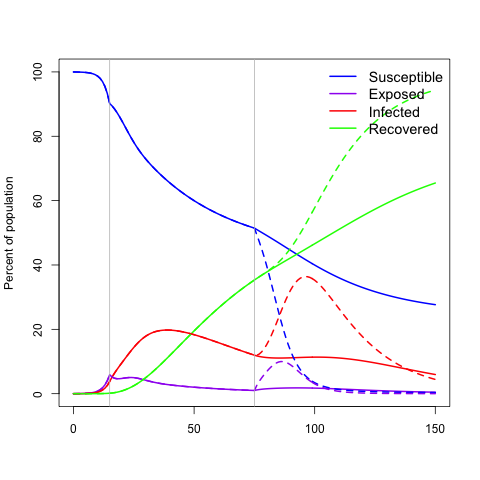 Percent of population
100
80
60
40
20
0
0 50 100 150
Susceptible
Exposed
Infected
Recovered